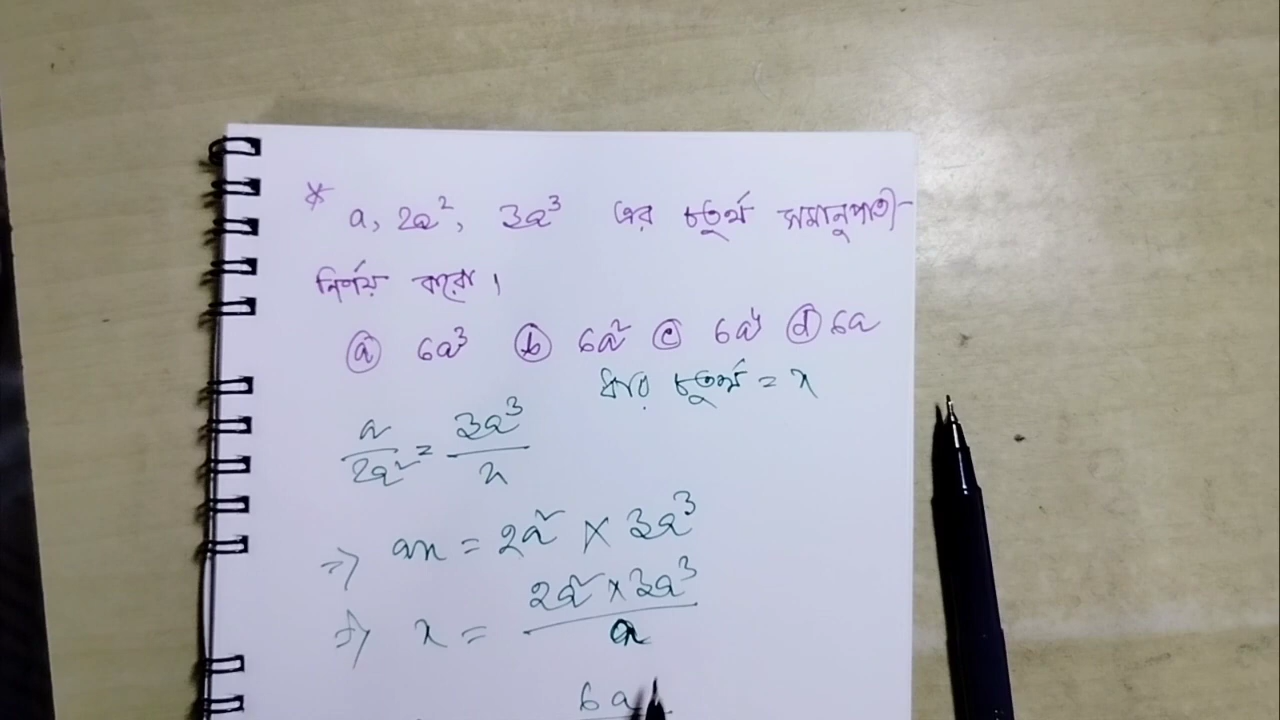 * a, 2a², 3a³ এর চতুর্থ সমানুপাতী
নির্ণয় করো।
ⓐ 6a³ ⓑ 6a² ⓒ 6a⁴ ⓓ 6a
ধরি চতুর্থ = x
a/2a² = 3a³/x
=> ax = 2a² × 3a³
=> x = 2a² × 3a³/a
6a